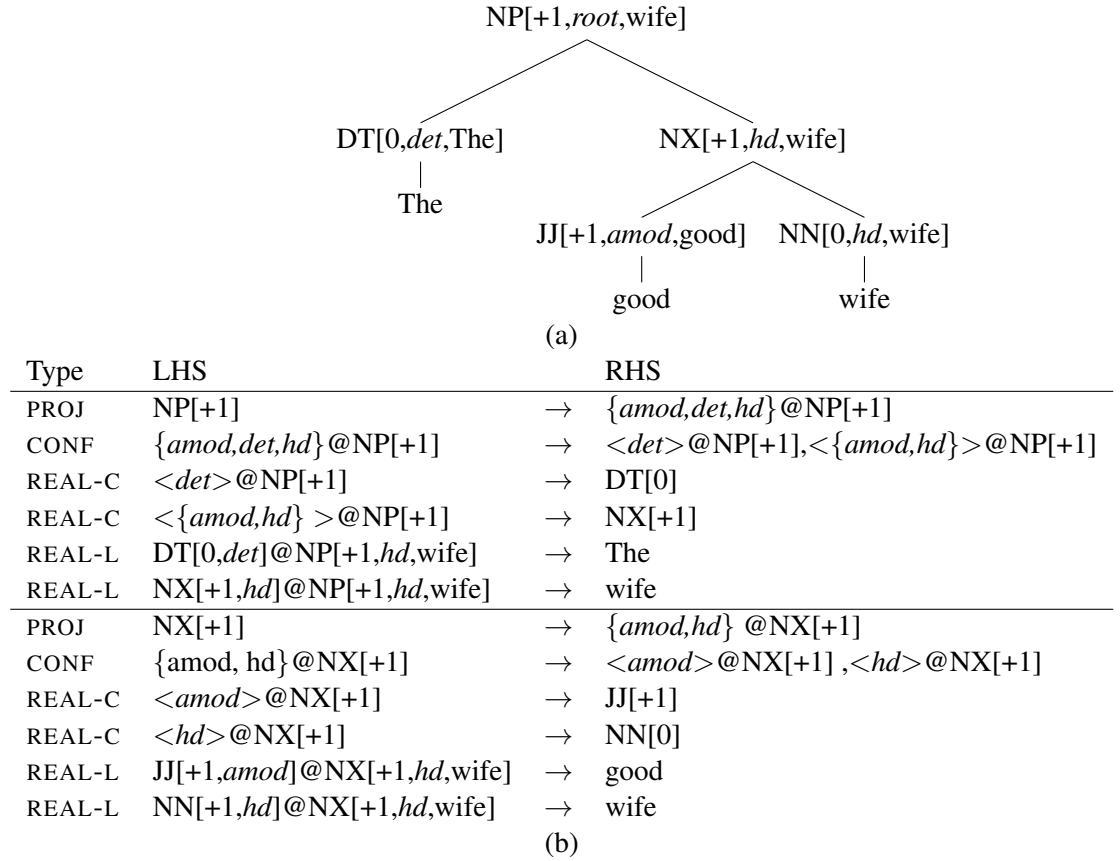 NP[+1,root,wife]
DT[0,det,The] NX[+1,hd,wife]
The
JJ[+1,amod,good] NN[0,hd,wife]
good wife
(a)
Type LHS RHS
PROJ NP[+1] → {amod,det,hd}@NP[+1]
CONF {amod,det,hd}@NP[+1] → <det>@NP[+1],<{amod,hd}>@NP[+1]
REAL-C <det>@NP[+1] → DT[0]
REAL-C <{amod,hd} >@NP[+1] → NX[+1]
REAL-L DT[0,det]@NP[+1,hd,wife] → The
REAL-L NX[+1,hd]@NP[+1,hd,wife] → wife
PROJ NX[+1] → {amod,hd} @NX[+1]
CONF {amod, hd}@NX[+1] → <amod>@NX[+1] ,<hd>@NX[+1]
REAL-C <amod>@NX[+1] → JJ[+1]
REAL-C <hd>@NX[+1] → NN[0]
REAL-L JJ[+1,amod]@NX[+1,hd,wife] → good
REAL-L NN[+1,hd]@NX[+1,hd,wife] → wife
(b)